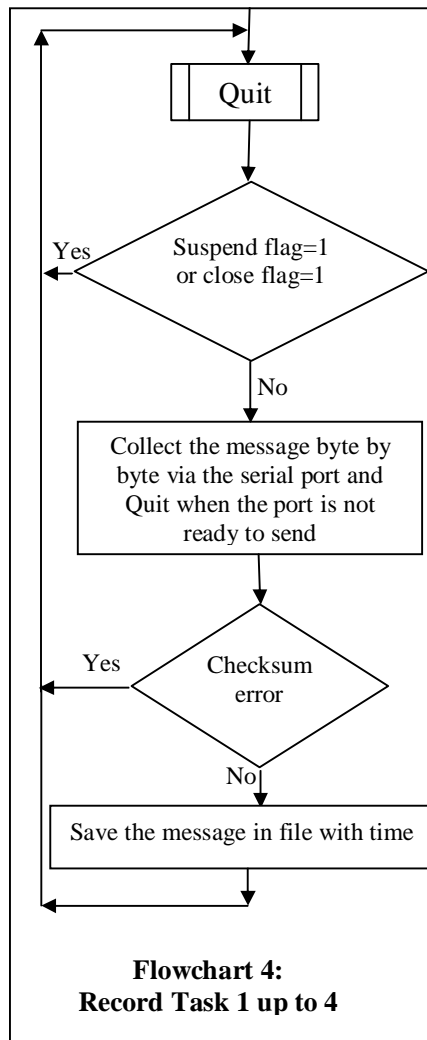 Quit
Yes
Suspend flag=1
or close flag=1
No
Collect the message byte by
byte via the serial port and
Quit when the port is not
ready to send
Yes
Checksum
error
No
Save the message in file with time
Flowchart 4:
Record Task 1 up to 4